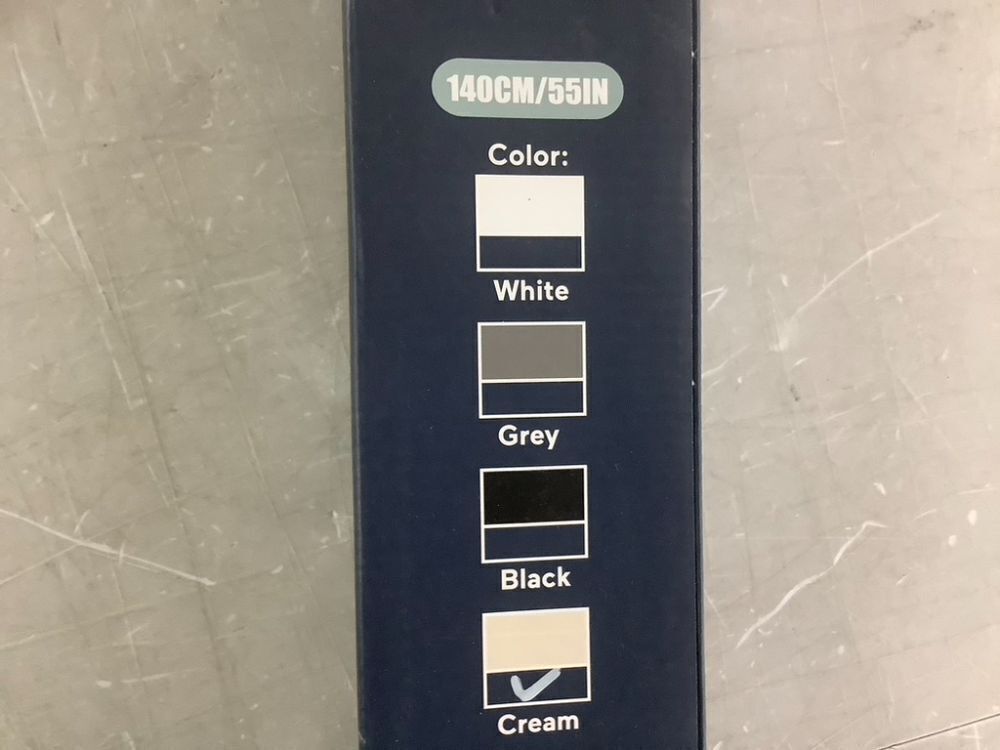 140CM/55IN
Color:
White
Grey
Black
Cream